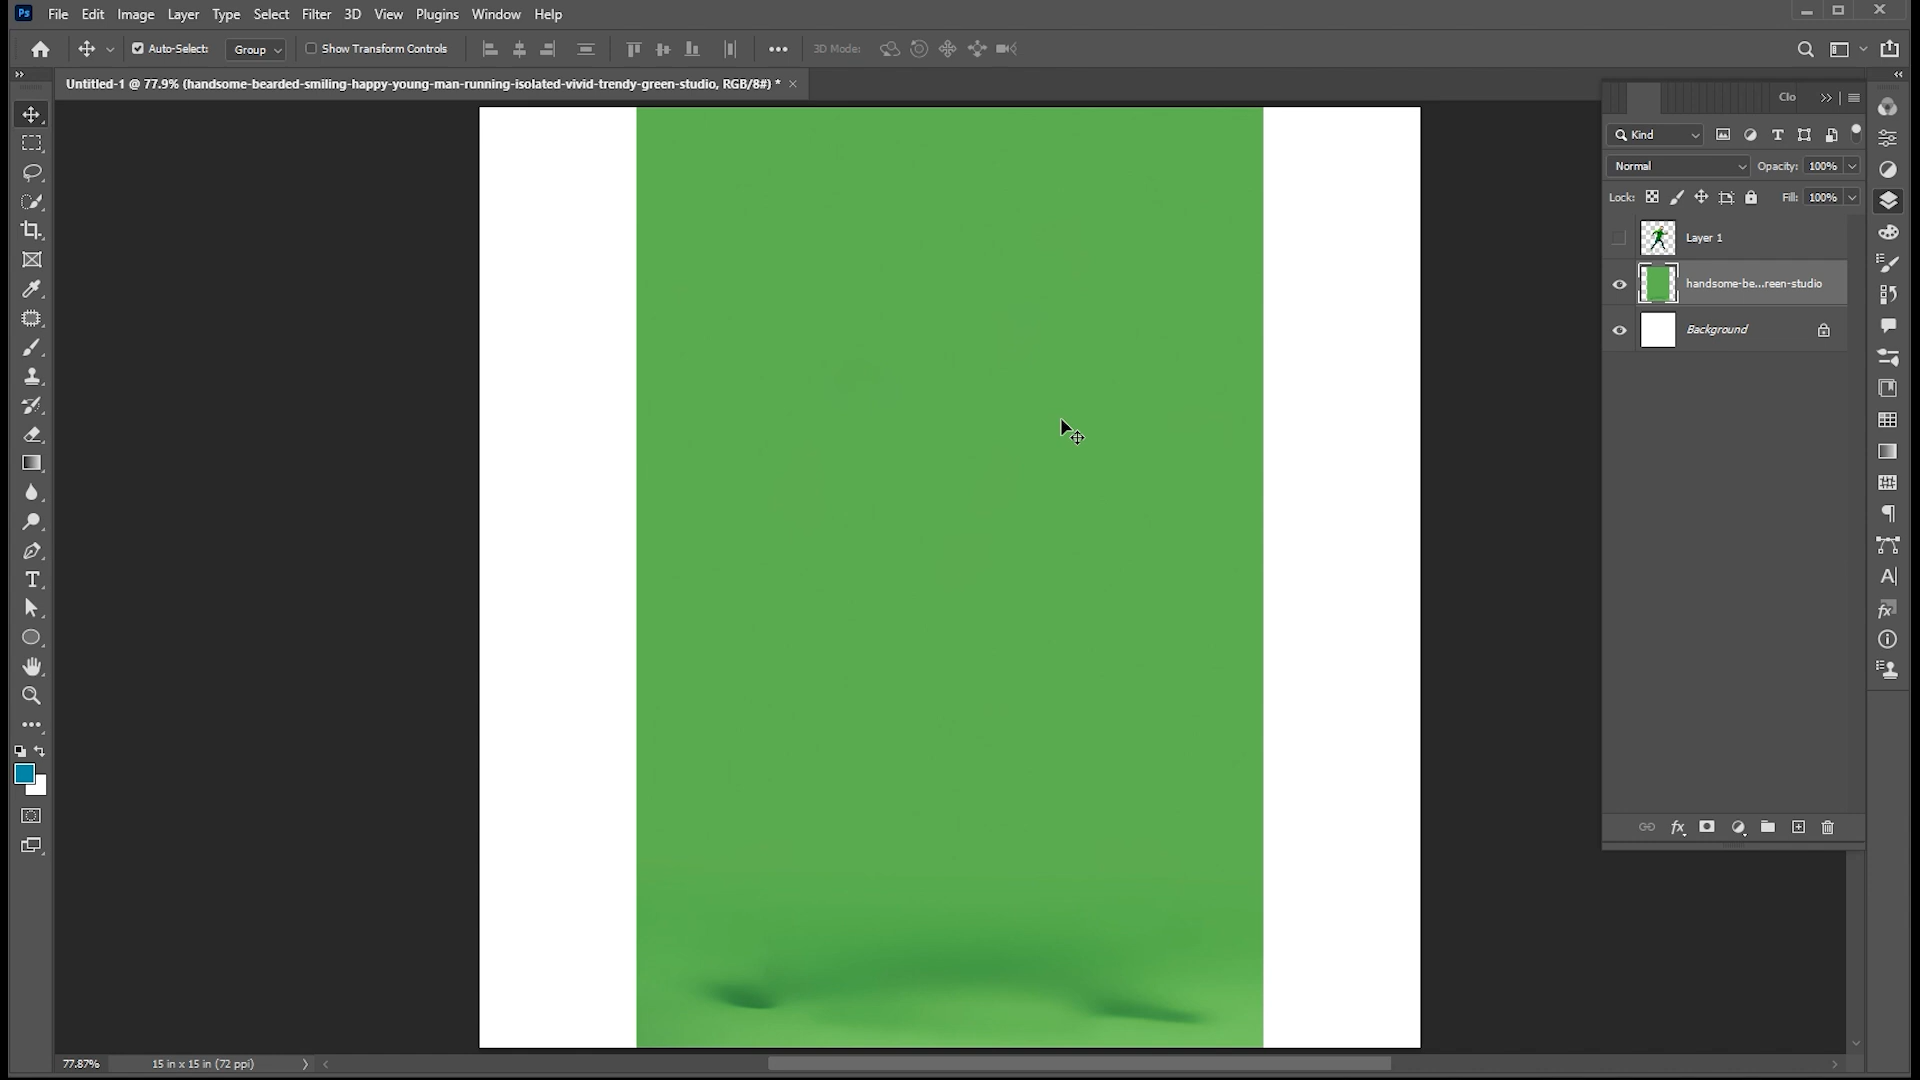 Ps File Edit Image Layer Type Select Filter 3D View Plugins Window Help
Auto-Select: Group Show Transform Controls 3D Mode:
Untitled-1 @ 77.9% (handsome-bearded-smiling-happy-young-man-running-isolated-vivid-trendy-green-studio, RGB/8#) *
Clo
Kind
Normal Opacity: 100%
Lock: Fill: 100%
Layer 1
handsome-be...reen-studio
Background
77.87% 15 in x 15 in (72 ppi)